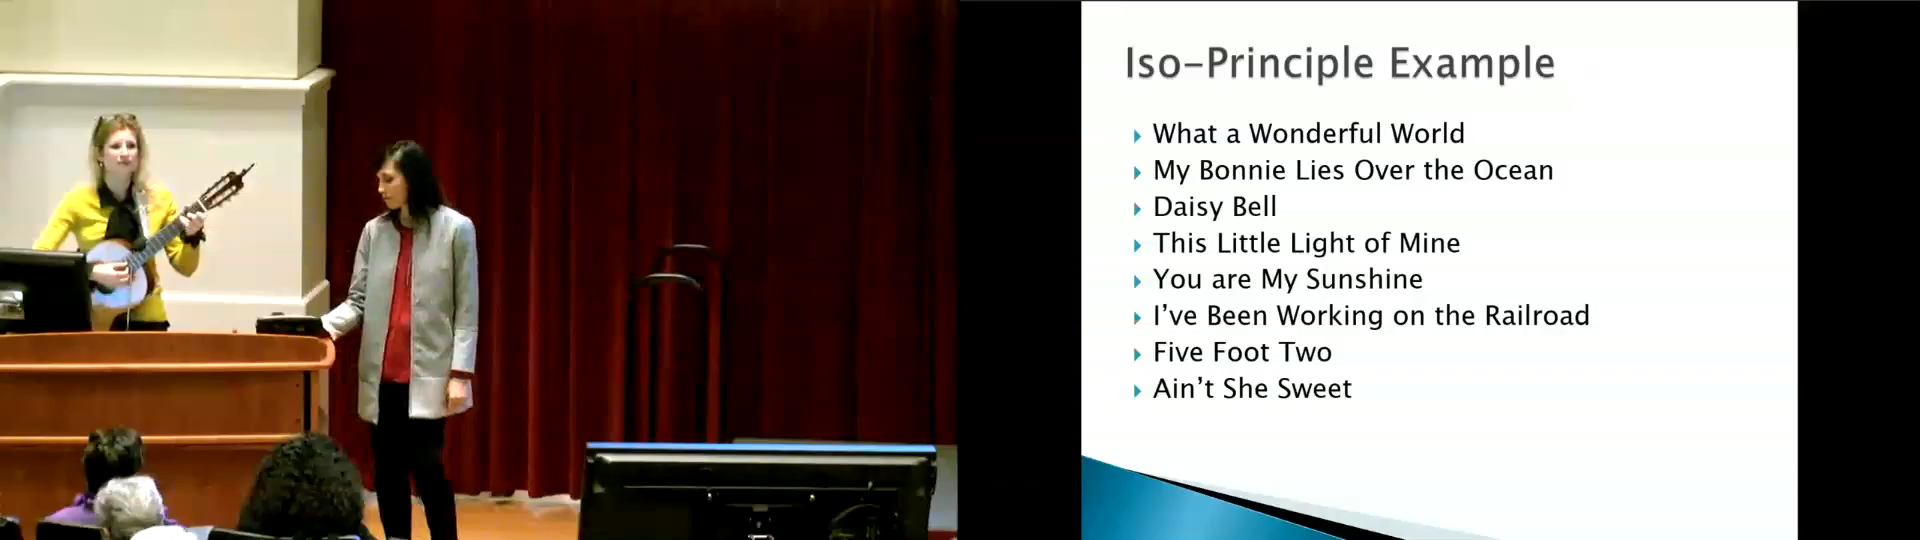 Iso-Principle Example
What a Wonderful World
My Bonnie Lies Over the Ocean
Daisy Bell
This Little Light of Mine
You are My Sunshine
I've Been Working on the Railroad
Five Foot Two
Ain't She Sweet